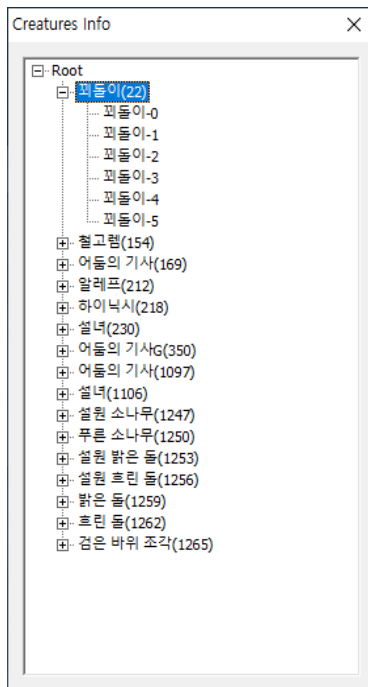 Creatures Info
Root
꾀돌이(22)
꾀돌이-0
꾀돌이-1
꾀돌이-2
꾀돌이-3
꾀돌이-4
꾀돌이-5
철고렘(154)
어둠의 기사(169)
알레프(212)
하이닉시(218)
설녀(230)
어둠의 기사G(350)
어둠의 기사(1097)
설녀(1106)
설원 소나무(1247)
푸른 소나무(1250)
설원 밝은 돌(1253)
설원 흐린 돌(1256)
밝은 돌(1259)
흐린 돌(1262)
검은 바위 조각(1265)